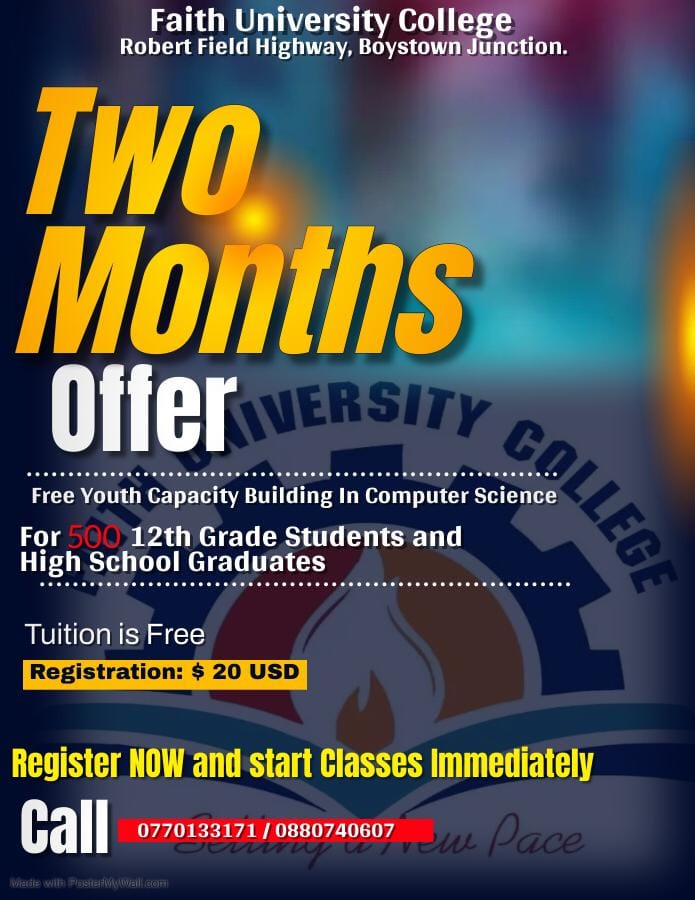 Faith University College
Robert Field Highway, Boystown Junction.
Two
Months
Offer
FAITH UNIVERSITY COLLEGE
Free Youth Capacity Building In Computer Science
For 500 12th Grade Students and
High School Graduates
Tuition is Free
Registration: $ 20 USD
Register NOW and start Classes Immediately
Call 0770133171 / 0880740607
Setting a New Pace
Made with PosterMyWall.com